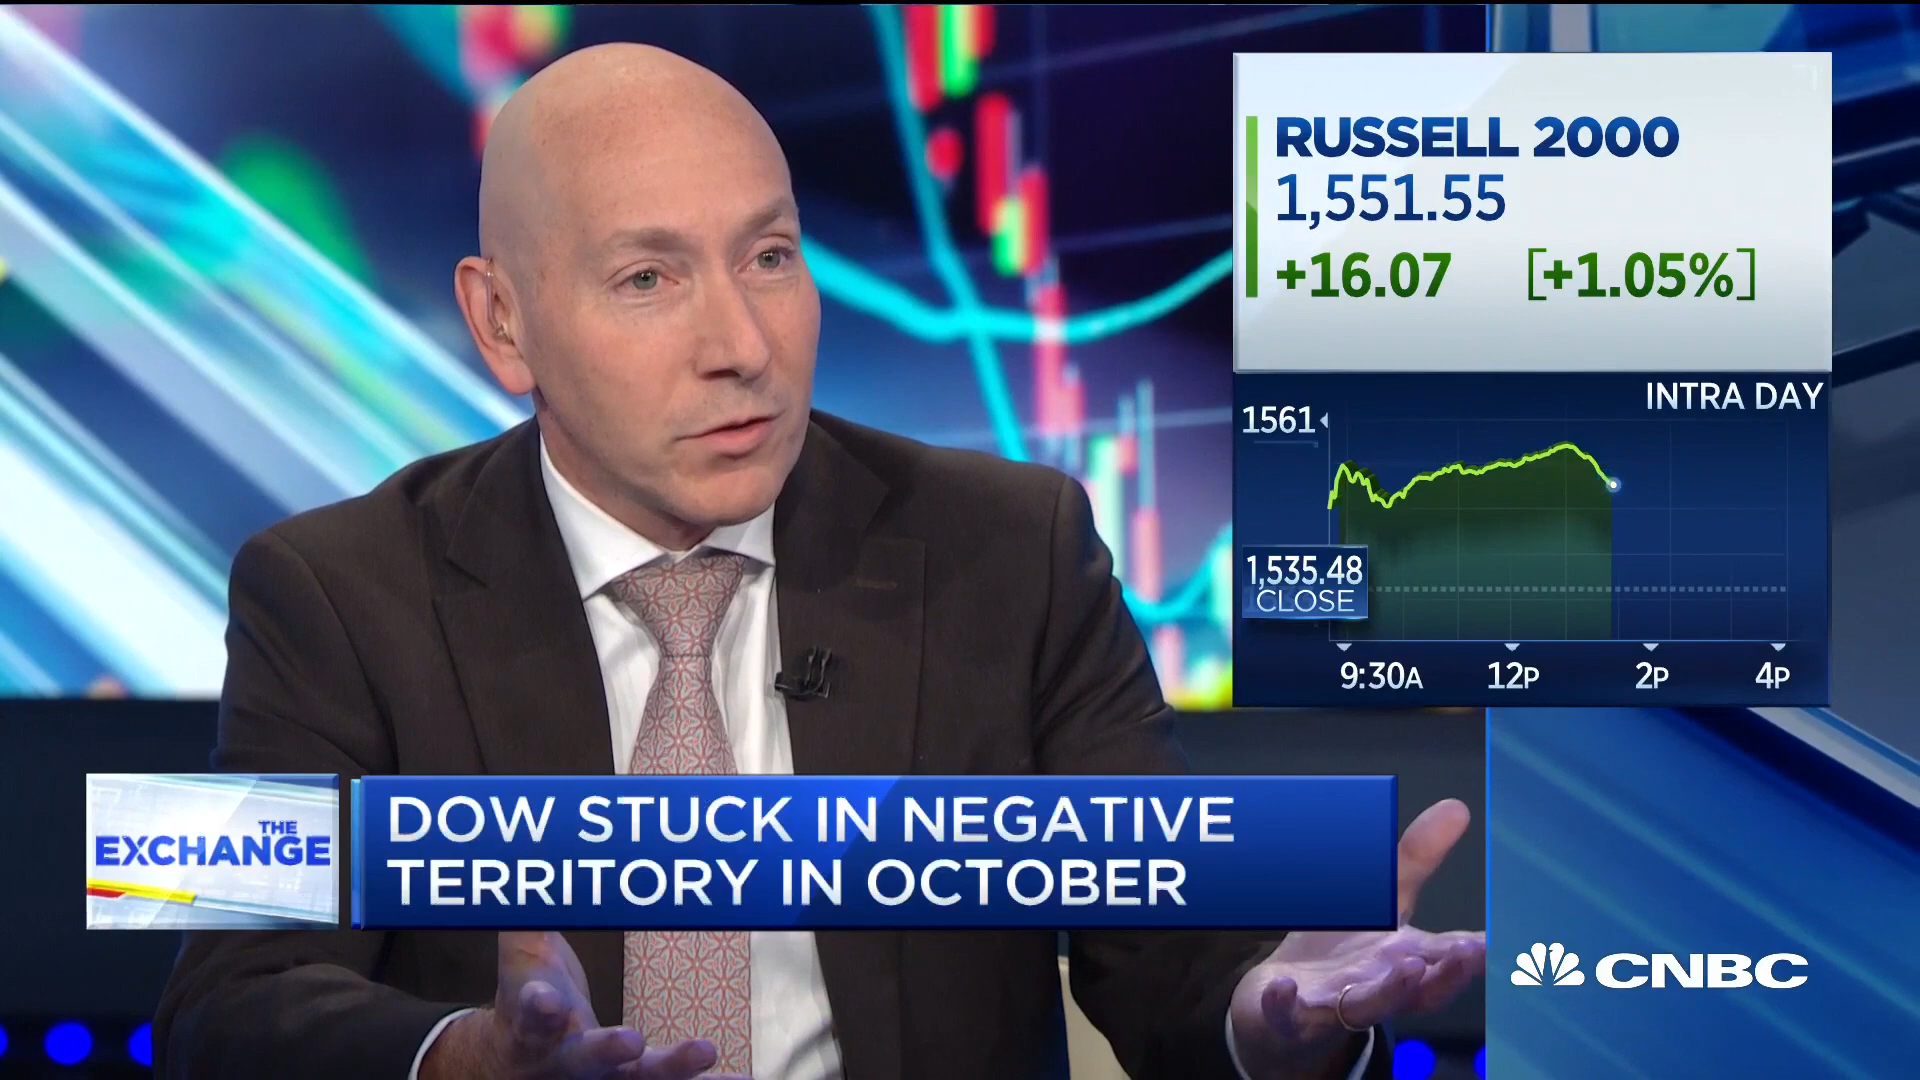 RUSSELL 2000
1,551.55
+16.07 [+1.05%]
INTRA DAY
1561
1,535.48
CLOSE
9:30A 12P 2P 4P
THE
EXCHANGE
DOW STUCK IN NEGATIVE
TERRITORY IN OCTOBER
CNBC